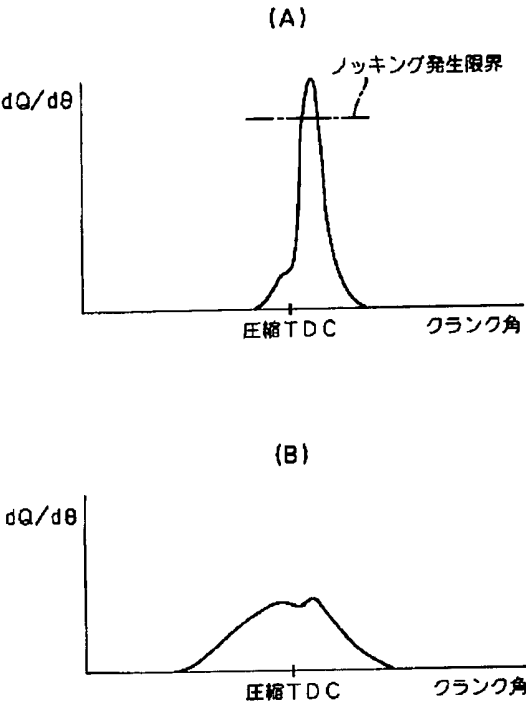 (A)
ノッキング発生限界
dQ/dθ
圧縮TDC
クランク角
(B)
dQ/dθ
圧縮TDC
クランク角